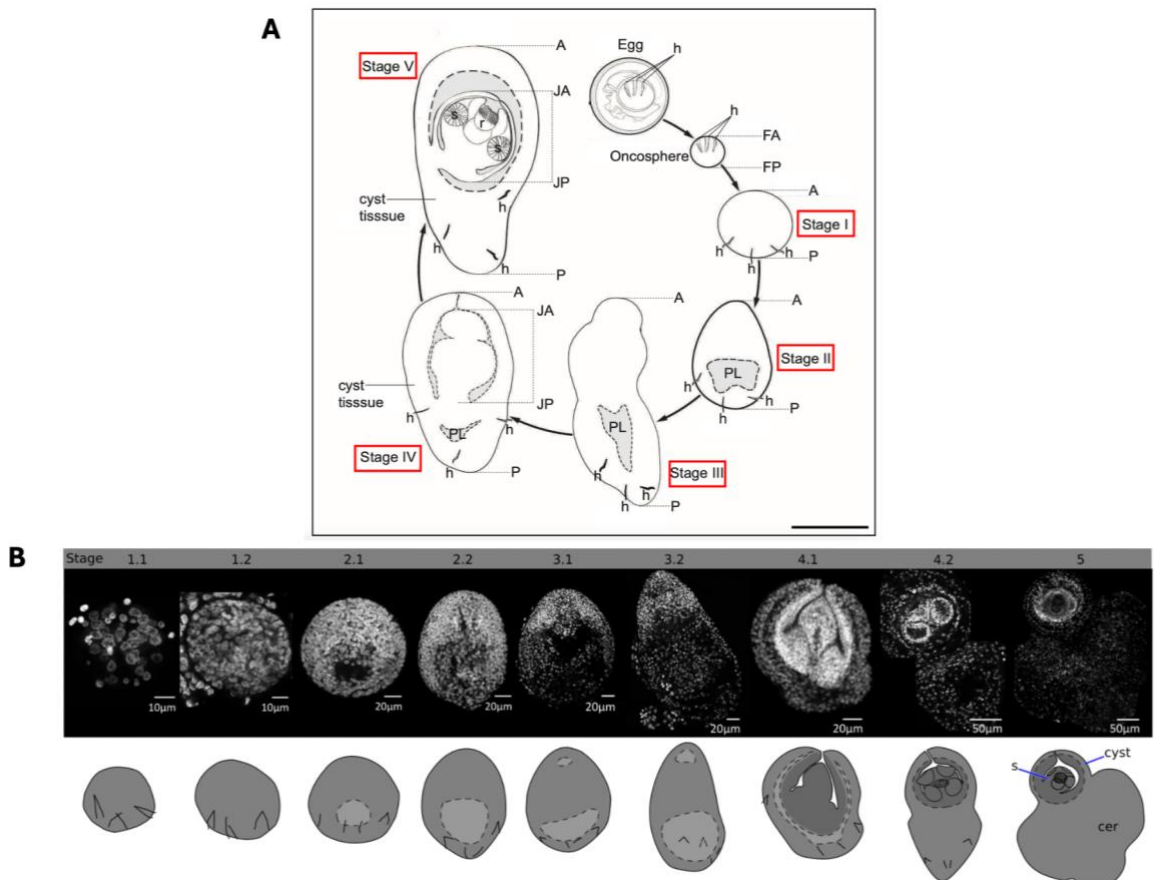 A
Stage V
A
JA
s
r
s
JP
cyst
tisssue
h
h
h
P
Egg
h
h
FA
Oncosphere
FP
A
Stage I
h
h
h
P
A
Stage II
PL
h
h
h
P
A
PL
Stage III
h
h
h
P
A
JA
cyst
tisssue
JP
h
h
PL
Stage IV
h
P
B
Stage 1.1 1.2 2.1 2.2 3.1 3.2 4.1 4.2 5
10µm 10µm 20µm 20µm 20µm 20µm 20µm 50µm 50µm
s
cyst
cer